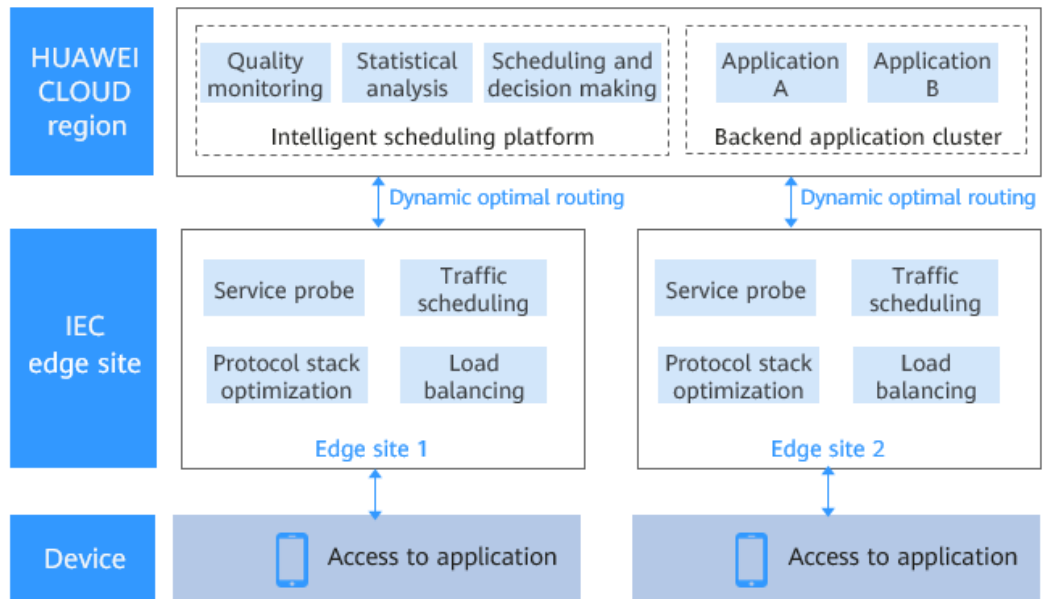 HUAWEI
CLOUD
region
Quality
monitoring
Statistical
analysis
Scheduling and
decision making
Intelligent scheduling platform
Application
A
Application
B
Backend application cluster
Dynamic optimal routing
Dynamic optimal routing
IEC
edge site
Service probe
Traffic
scheduling
Protocol stack
optimization
Load
balancing
Edge site 1
Service probe
Traffic
scheduling
Protocol stack
optimization
Load
balancing
Edge site 2
Device
Access to application
Access to application